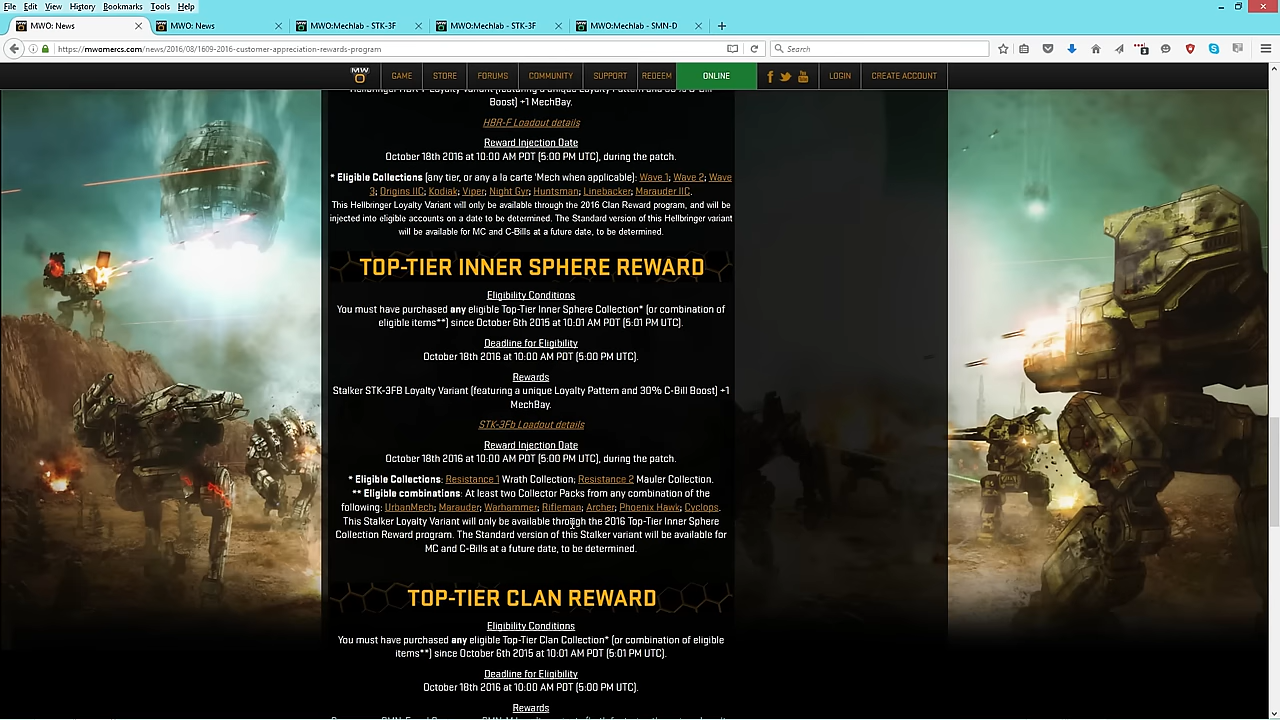 File Edit View History Bookmarks Tools Help
MWO: News
MWO: News
MWO:Mechlab - STK-3F
MWO:Mechlab - STK-3F
MWO:Mechlab - SMN-D
https://mwomercs.com/news/2016/08/1609-2016-customer-appreciation-rewards-program
Search
MW
GAME STORE FORUMS COMMUNITY SUPPORT REDEEM ONLINE LOGIN CREATE ACCOUNT
Boost) +1 MechBay.
HBR-F Loadout details
Reward Injection Date
October 18th 2016 at 10:00 AM PDT (5:00 PM UTC), during the patch.
* Eligible Collections (any tier, or any a la carte 'Mech when applicable): Wave 1; Wave 2; Wave
3; Origins IIC; Kodiak; Viper; Night Gyr; Huntsman; Linebacker; Marauder IIC.
This Hellbringer Loyalty Variant will only be available through the 2016 Clan Reward program, and will be
injected into eligible accounts on a date to be determined. The Standard version of this Hellbringer variant
will be available for MC and C-Bills at a future date, to be determined.
TOP-TIER INNER SPHERE REWARD
Eligibility Conditions
You must have purchased any eligible Top-Tier Inner Sphere Collection* (or combination of
eligible items**) since October 6th 2015 at 10:01 AM PDT (5:01 PM UTC).
Deadline for Eligibility
October 18th 2016 at 10:00 AM PDT (5:00 PM UTC).
Rewards
Stalker STK-3FB Loyalty Variant (featuring a unique Loyalty Pattern and 30% C-Bill Boost) +1
MechBay.
STK-3Fb Loadout details
Reward Injection Date
October 18th 2016 at 10:00 AM PDT (5:00 PM UTC), during the patch.
* Eligible Collections: Resistance 1 Wrath Collection; Resistance 2 Mauler Collection.
** Eligible combinations: At least two Collector Packs from any combination of the
following: UrbanMech; Marauder; Warhammer; Rifleman; Archer; Phoenix Hawk; Cyclops.
This Stalker Loyalty Variant will only be available through the 2016 Top-Tier Inner Sphere
Collection Reward program. The Standard version of this Stalker variant will be available for
MC and C-Bills at a future date, to be determined.
TOP-TIER CLAN REWARD
Eligibility Conditions
You must have purchased any eligible Top-Tier Clan Collection* (or combination of eligible
items**) since October 6th 2015 at 10:01 AM PDT (5:01 PM UTC).
Deadline for Eligibility
October 18th 2016 at 10:00 AM PDT (5:00 PM UTC).
Rewards